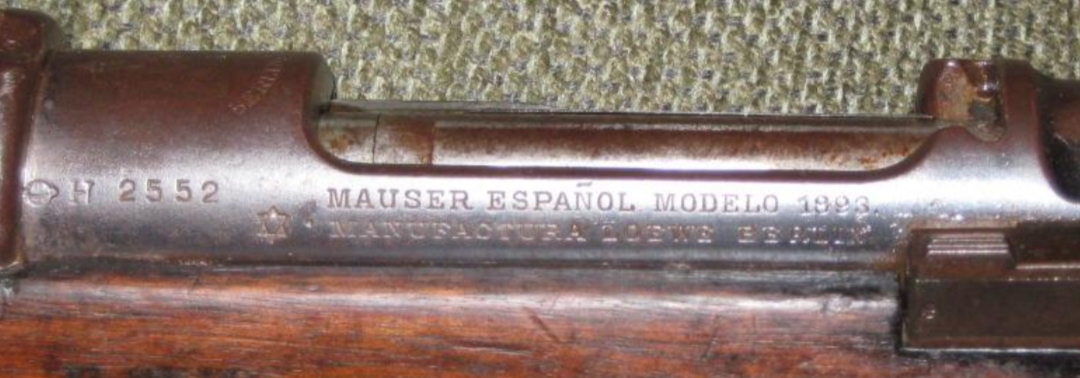 H 2552
MAUSER ESPAÑOL MODELO 1893.
MANUFACTURA LOEWE BERLIN